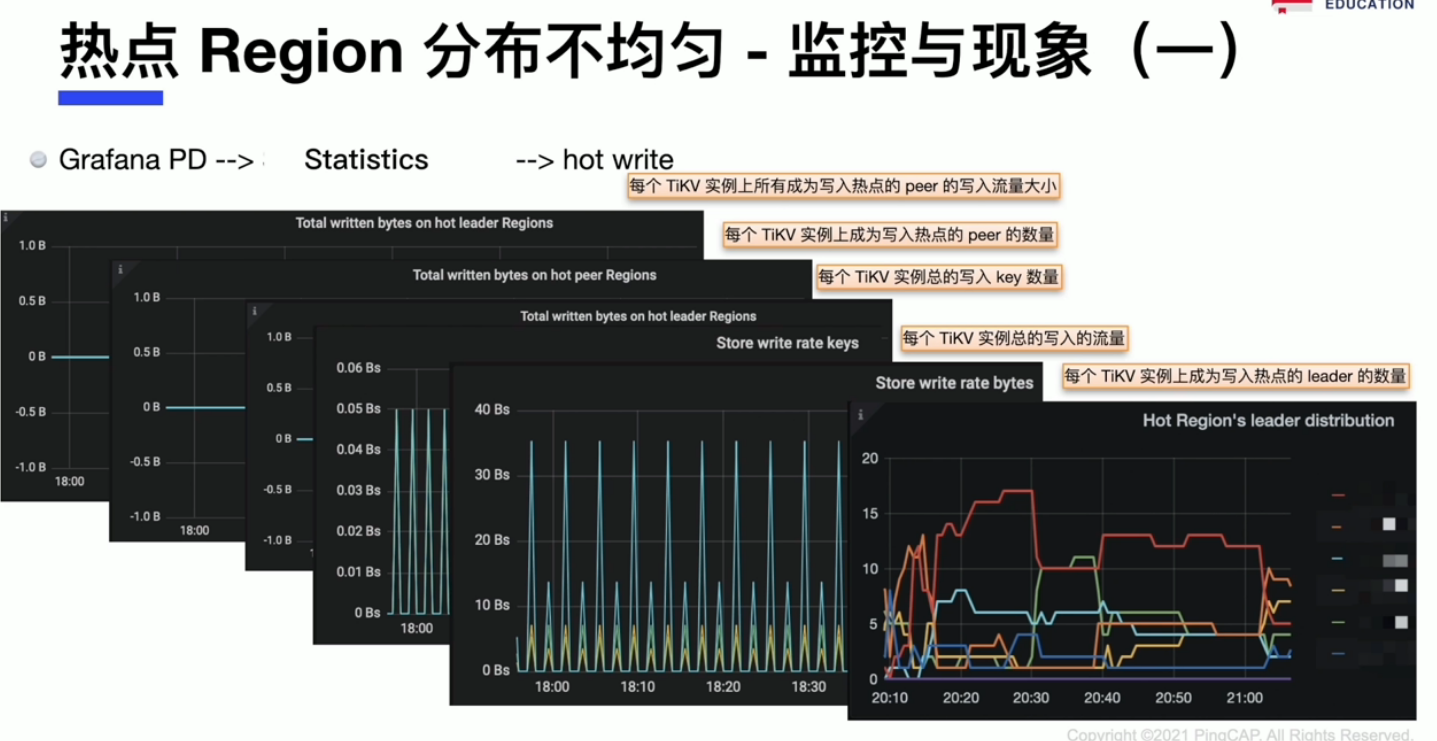 EDUCATION
热点 Region 分布不均匀 - 监控与现象（一）
Grafana PD --> Statistics --> hot write
每个 TiKV 实例上所有成为写入热点的 peer 的写入流量大小
Total written bytes on hot leader Regions
每个 TiKV 实例上成为写入热点的 peer 的数量
1.0 B
0.5 B
0 B
-0.5 B
-1.0 B
18:00
Total written bytes on hot peer Regions
每个 TiKV 实例总的写入 key 数量
1.0 B
0.5 B
0 B
-0.5 B
-1.0 B
18:00
Total written bytes on hot leader Regions
1.0 B
0.5 B
0 B
-0.5 B
-1.0 B
每个 TiKV 实例总的写入的流量
Store write rate keys
0.06 Bs
0.05 Bs
0.04 Bs
0.03 Bs
0.02 Bs
0.01 Bs
0 Bs
18:00
每个 TiKV 实例上成为写入热点的 leader 的数量
Store write rate bytes
40 Bs
30 Bs
20 Bs
10 Bs
0 Bs
18:00 18:10 18:20 18:30
Hot Region's leader distribution
20
15
10
5
0
20:10 20:20 20:30 20:40 20:50 21:00
Copyright ©2021 PingCAP. All Rights Reserved.